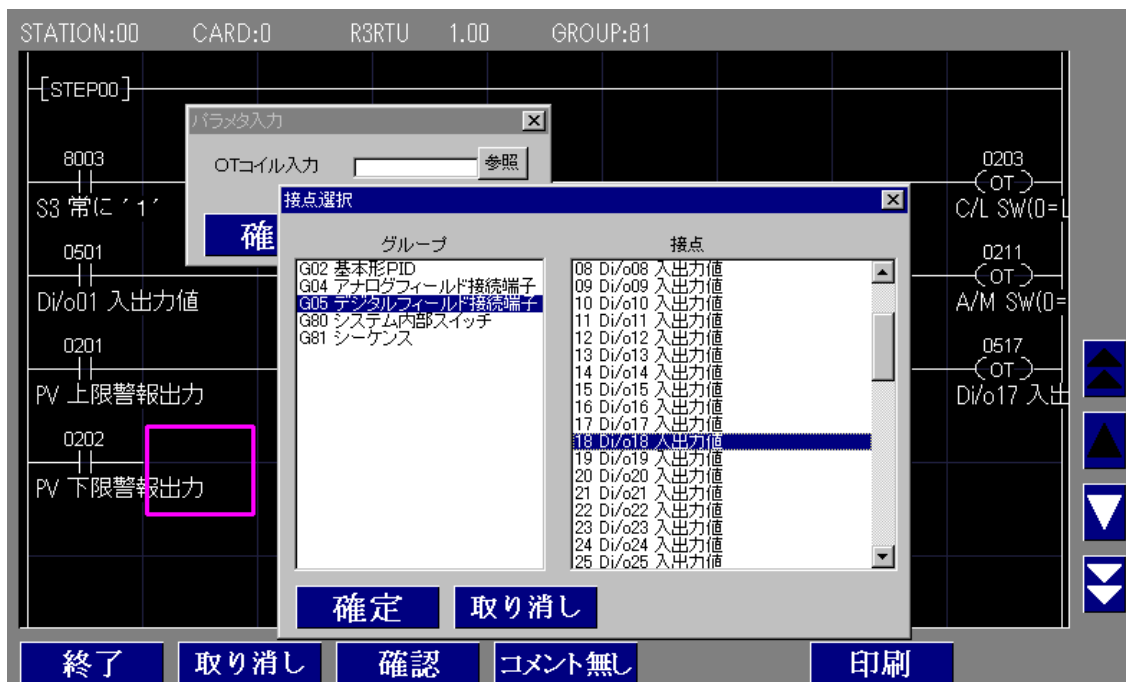 STATION:00 CARD:0 R3RTU 1.00 GROUP:81
[STEP00]
パラメタ入力
OTコイル入力 参照
確
8003
S3 常に '1'
0203
OT
C/L SW(0=L
0501
Di/o01 入出力値
0211
OT
A/M SW(0=
0201
PV 上限警報出力
0517
OT
Di/o17 入出
0202
PV 下限警報出力
接点選択
グループ
G02 基本形PID
G04 アナログフィールド接続端子
G05 デジタルフィールド接続端子
G80 システム内部スイッチ
G81 シーケンス
接点
08 Di/o08 入出力値
09 Di/o09 入出力値
10 Di/o10 入出力値
11 Di/o11 入出力値
12 Di/o12 入出力値
13 Di/o13 入出力値
14 Di/o14 入出力値
15 Di/o15 入出力値
16 Di/o16 入出力値
17 Di/o17 入出力値
18 Di/o18 入出力値
19 Di/o19 入出力値
20 Di/o20 入出力値
21 Di/o21 入出力値
22 Di/o22 入出力値
23 Di/o23 入出力値
24 Di/o24 入出力値
25 Di/o25 入出力値
確定 取り消し
終了 取り消し 確認 コメント無し 印刷